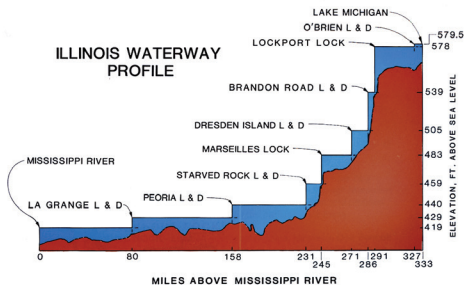 LAKE MICHIGAN
O'BRIEN L & D
LOCKPORT LOCK
579.5
578
ILLINOIS WATERWAY
PROFILE
BRANDON ROAD L & D
539
DRESDEN ISLAND L & D
505
MARSEILLES LOCK
483
MISSISSIPPI RIVER
STARVED ROCK L & D
459
PEORIA L & D
440
LA GRANGE L & D
429
419
ELEVATION, FT. ABOVE SEA LEVEL
0 80 158 231 245 271 286 291 327 333
MILES ABOVE MISSISSIPPI RIVER